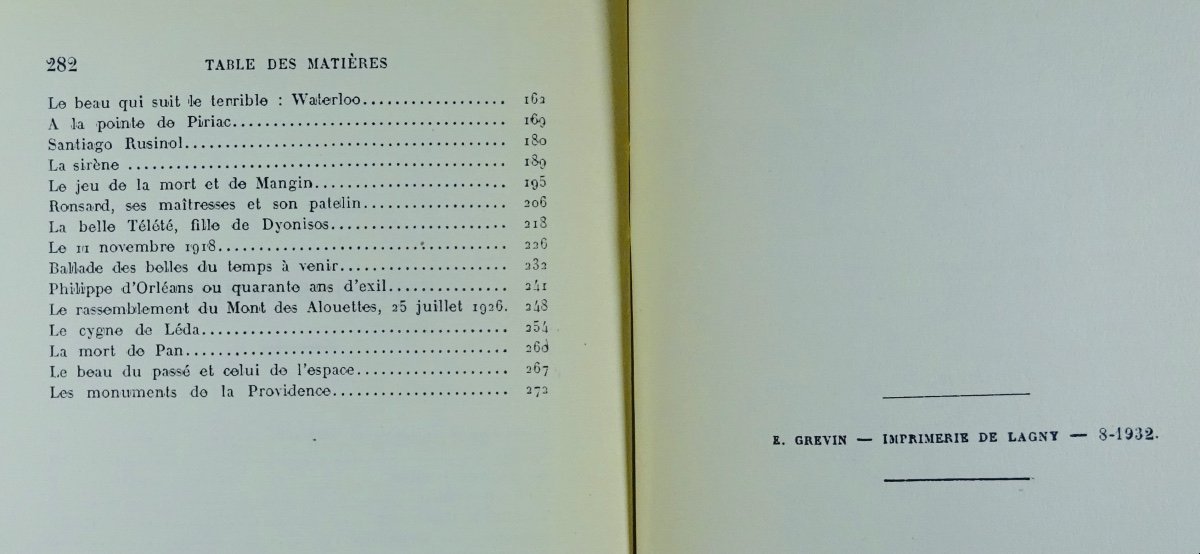 282 TABLE DES MATIÈRES
Le beau qui suit le terrible : Waterloo.................. 162
A la pointe de Piriac.................................. 169
Santiago Rusinol........................................ 180
La sirène ............................................... 189
Le jeu de la mort et de Mangin........................ 195
Ronsard, ses maîtresses et son patelin.................. 206
La belle Télété, fille de Dyonisos...................... 218
Le 11 novembre 1918.................................... 226
Ballade des belles du temps à venir..................... 232
Philippe d'Orléans ou quarante ans d'exil............... 241
Le rassemblement du Mont des Alouettes, 25 juillet 1926. 248
Le cygne de Léda...................................... 254
La mort de Pan........................................ 260
Le beau du passé et celui de l'espace................... 267
Les monuments de la Providence...................... 272
E. GREVIN — IMPRIMERIE DE LAGNY — 8-1932.